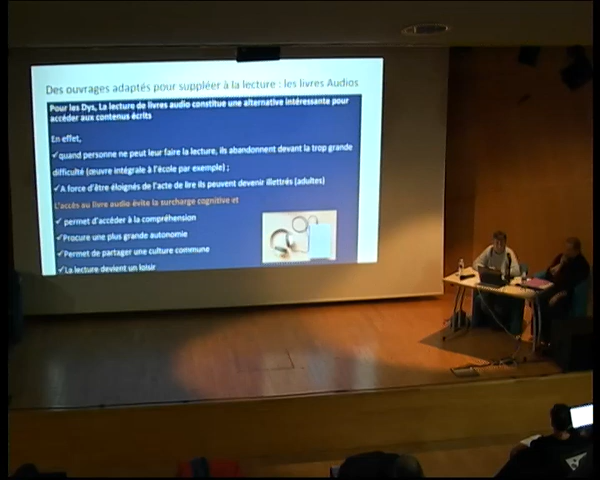 Des ouvrages adaptés pour suppléer à la lecture : les livres Audios
Pour les Dys, La lecture de livres audio constitue une alternative intéressante pour
accéder aux contenus écrits
En effet,
✓quand personne ne peut leur faire la lecture, ils abandonnent devant la trop grande
difficulté (œuvre intégrale à l'école par exemple) ;
✓A force d'être éloignés de l'acte de lire ils peuvent devenir illettrés (adultes)
L'accès au livre audio évite la surcharge cognitive et
✓ permet d'accéder à la compréhension
✓Procure une plus grande autonomie
✓Permet de partager une culture commune
✓La lecture devient un loisir